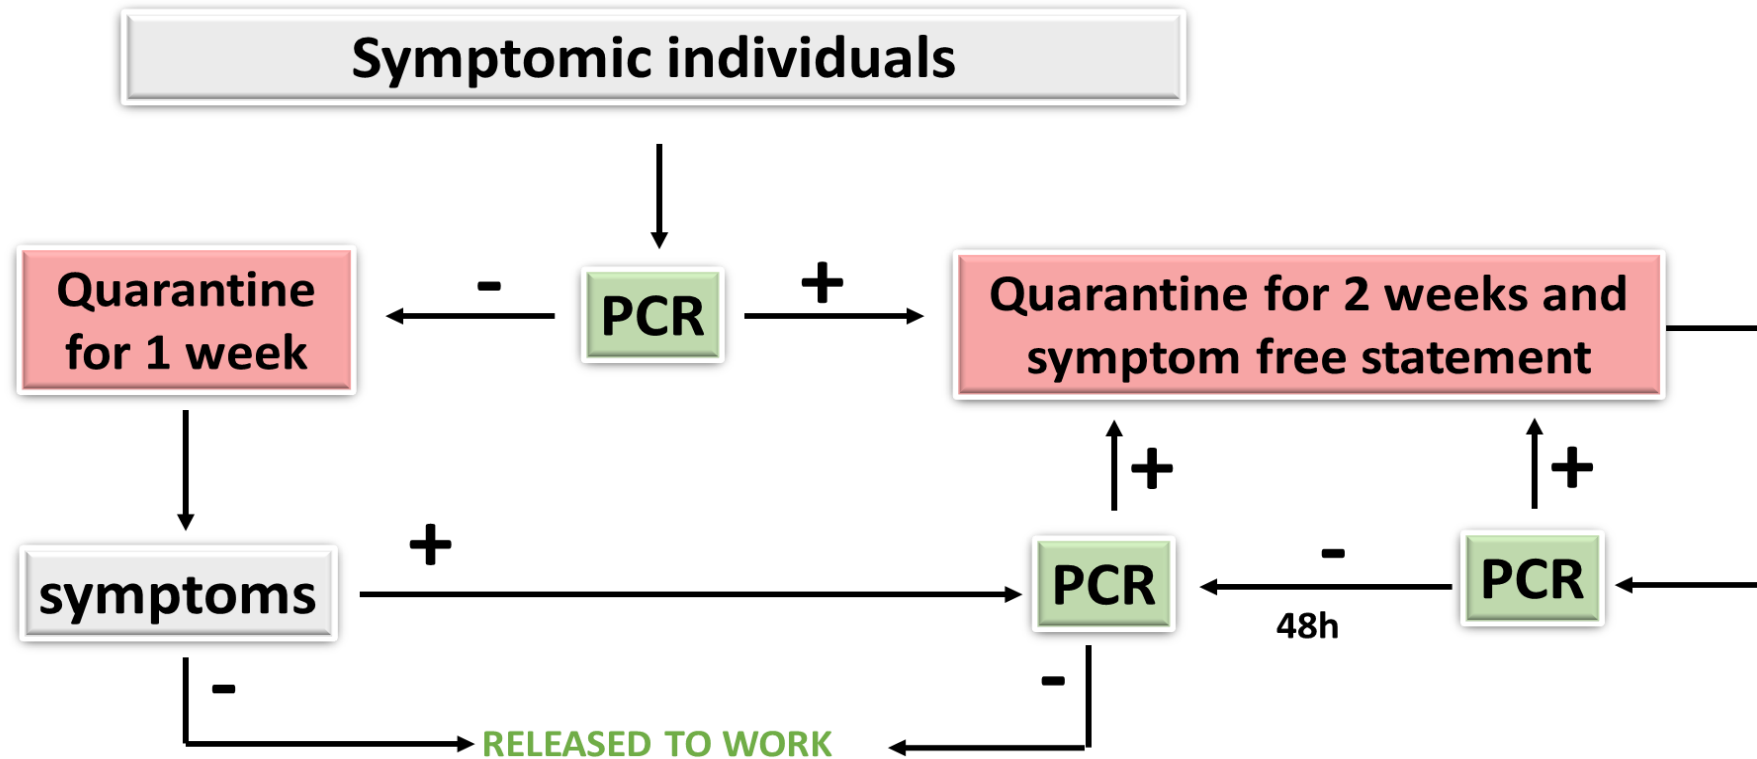 Symptomic individuals
-
+
Quarantine
for 1 week
PCR
Quarantine for 2 weeks and
symptom free statement
+
+
+
-
symptoms
PCR
PCR
48h
-
-
RELEASED TO WORK